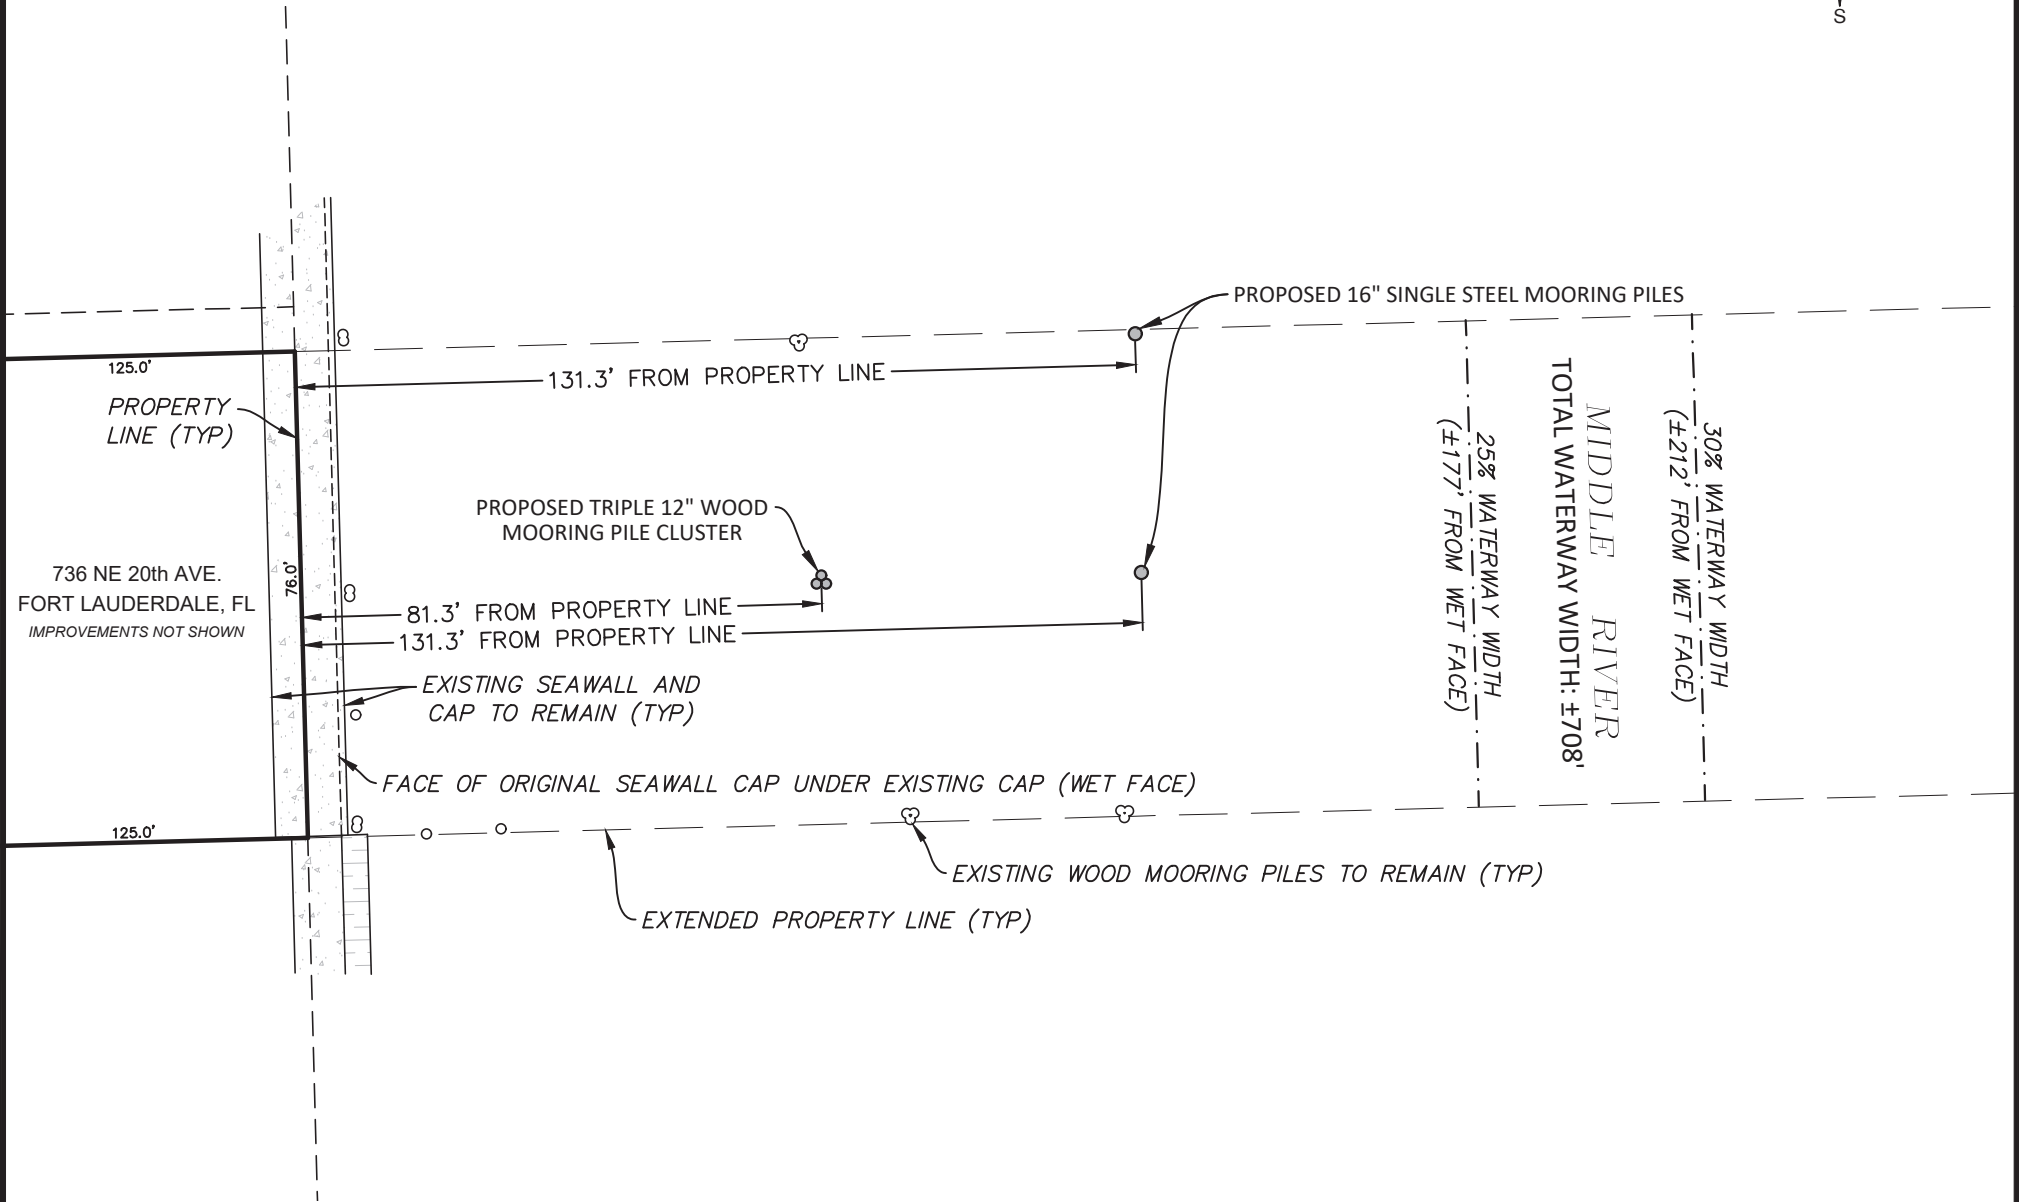 S
PROPOSED 16" SINGLE STEEL MOORING PILES
125.0'
131.3' FROM PROPERTY LINE
PROPERTY
LINE (TYP)
PROPOSED TRIPLE 12" WOOD
MOORING PILE CLUSTER
736 NE 20th AVE.
FORT LAUDERDALE, FL
IMPROVEMENTS NOT SHOWN
76.0'
81.3' FROM PROPERTY LINE
131.3' FROM PROPERTY LINE
EXISTING SEAWALL AND
CAP TO REMAIN (TYP)
FACE OF ORIGINAL SEAWALL CAP UNDER EXISTING CAP (WET FACE)
125.0'
EXISTING WOOD MOORING PILES TO REMAIN (TYP)
EXTENDED PROPERTY LINE (TYP)
25% WATERWAY WIDTH
(±177' FROM WET FACE)
MIDDLE RIVER
TOTAL WATERWAY WIDTH: ±708'
30% WATERWAY WIDTH
(±212' FROM WET FACE)